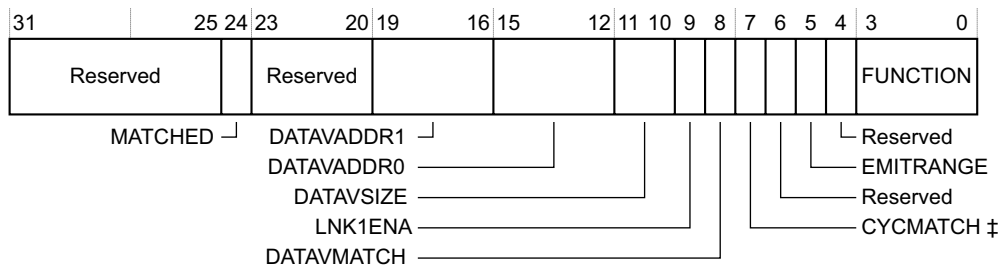 31 25 24 23 20 19 16 15 12 11 10 9 8 7 6 5 4 3 0
Reserved Reserved FUNCTION
MATCHED DATAVADDR1 Reserved
DATAVADDR0 EMITRANGE
DATAVSIZE Reserved
LNK1ENA CYCMATCH ‡
DATAVMATCH